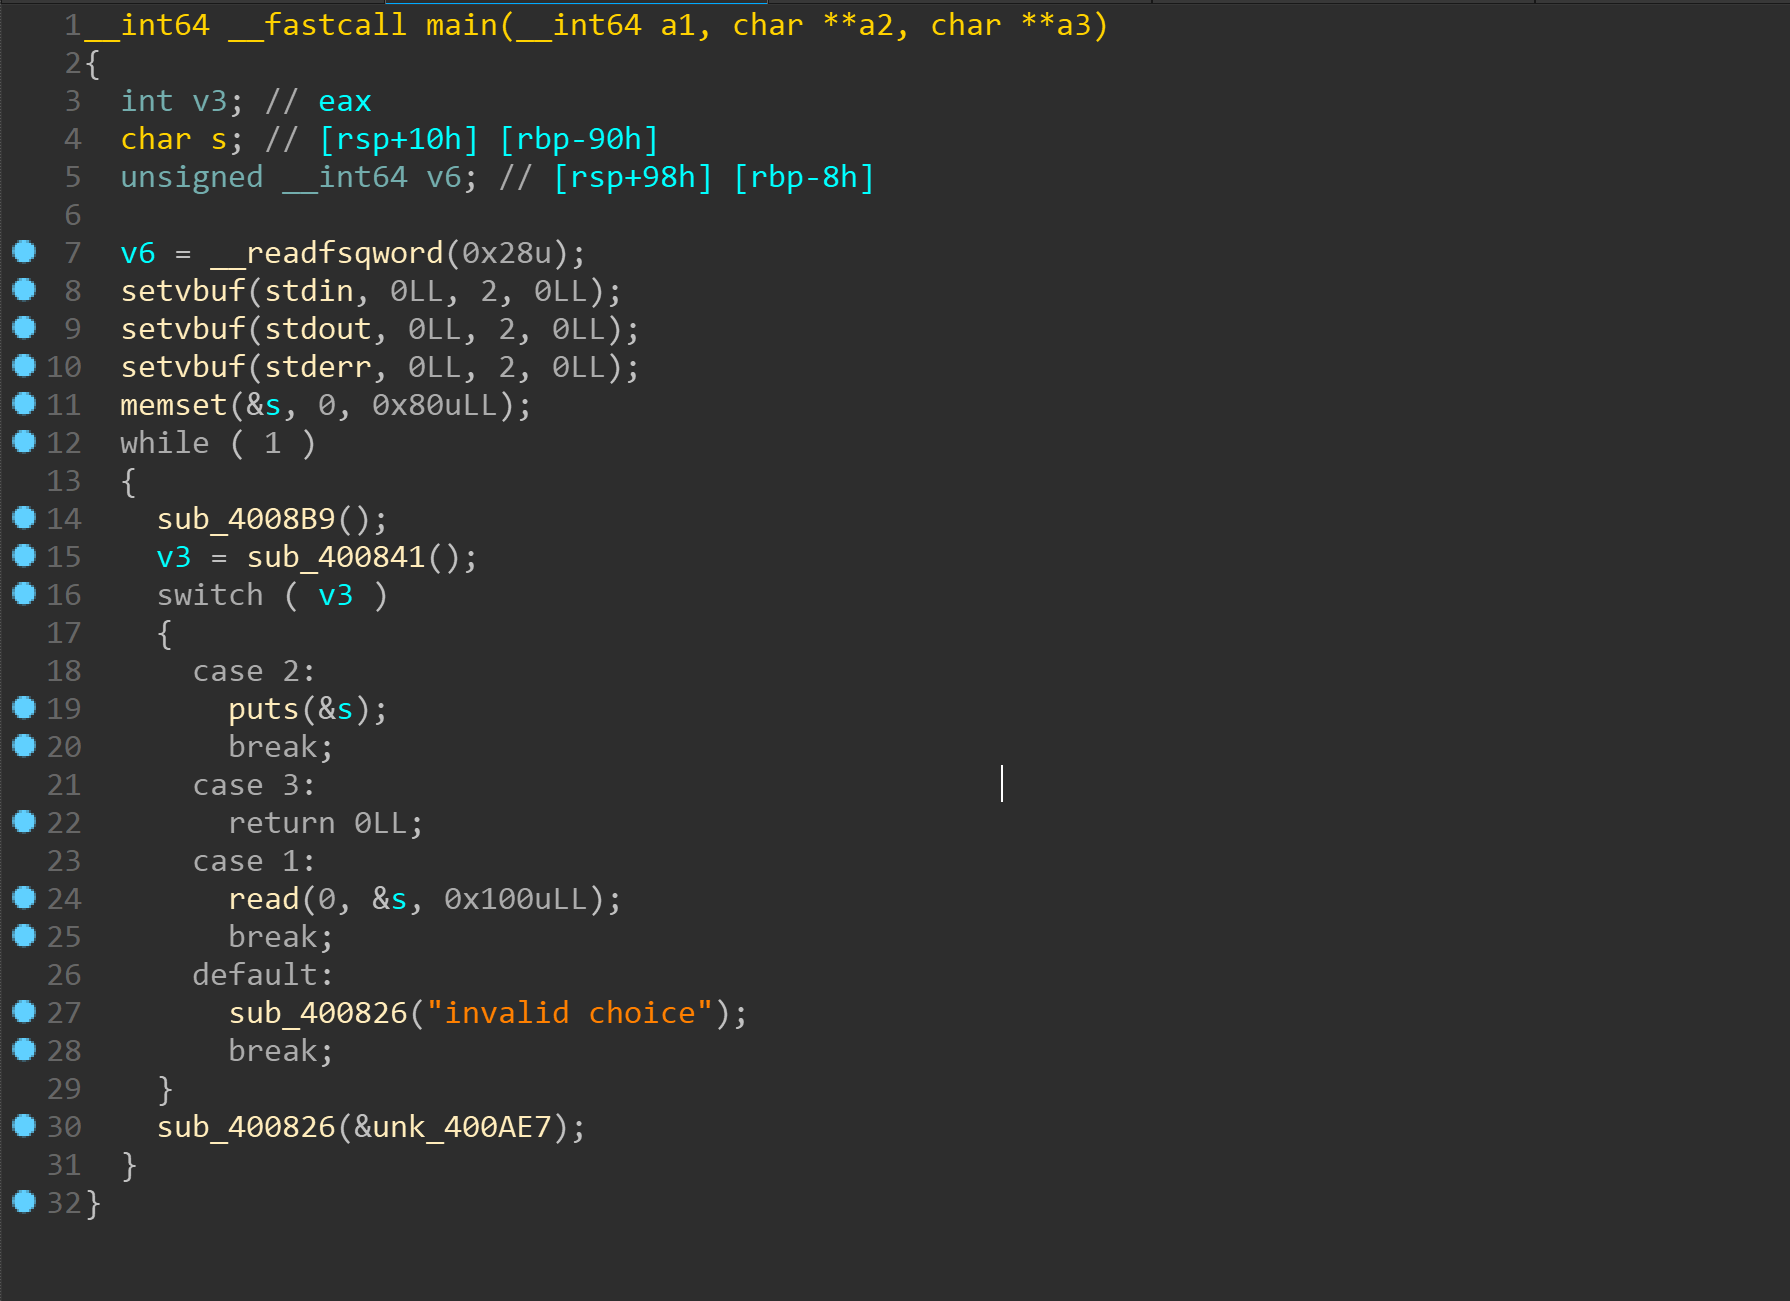 1 __int64 __fastcall main(__int64 a1, char **a2, char **a3)
2 {
3   int v3; // eax
4   char s; // [rsp+10h] [rbp-90h]
5   unsigned __int64 v6; // [rsp+98h] [rbp-8h]
6
7   v6 = __readfsqword(0x28u);
8   setvbuf(stdin, 0LL, 2, 0LL);
9   setvbuf(stdout, 0LL, 2, 0LL);
10   setvbuf(stderr, 0LL, 2, 0LL);
11   memset(&s, 0, 0x80uLL);
12   while ( 1 )
13   {
14     sub_4008B9();
15     v3 = sub_400841();
16     switch ( v3 )
17     {
18       case 2:
19         puts(&s);
20         break;
21       case 3:
22         return 0LL;
23       case 1:
24         read(0, &s, 0x100uLL);
25         break;
26       default:
27         sub_400826("invalid choice");
28         break;
29     }
30     sub_400826(&unk_400AE7);
31   }
32 }